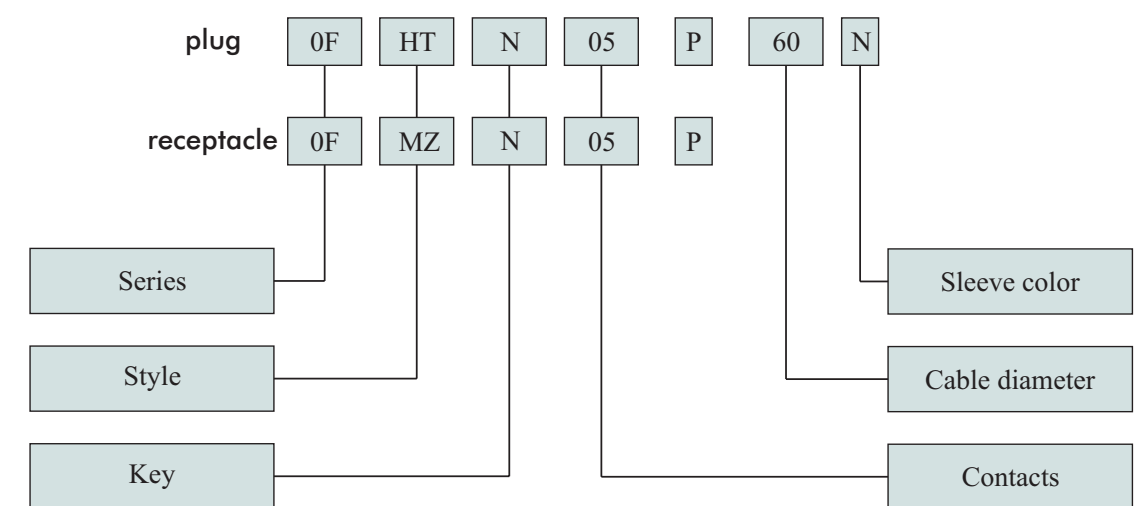 plug 0F HT N 05 P 60 N
receptacle 0F MZ N 05 P
Series Sleeve color
Style Cable diameter
Key Contacts